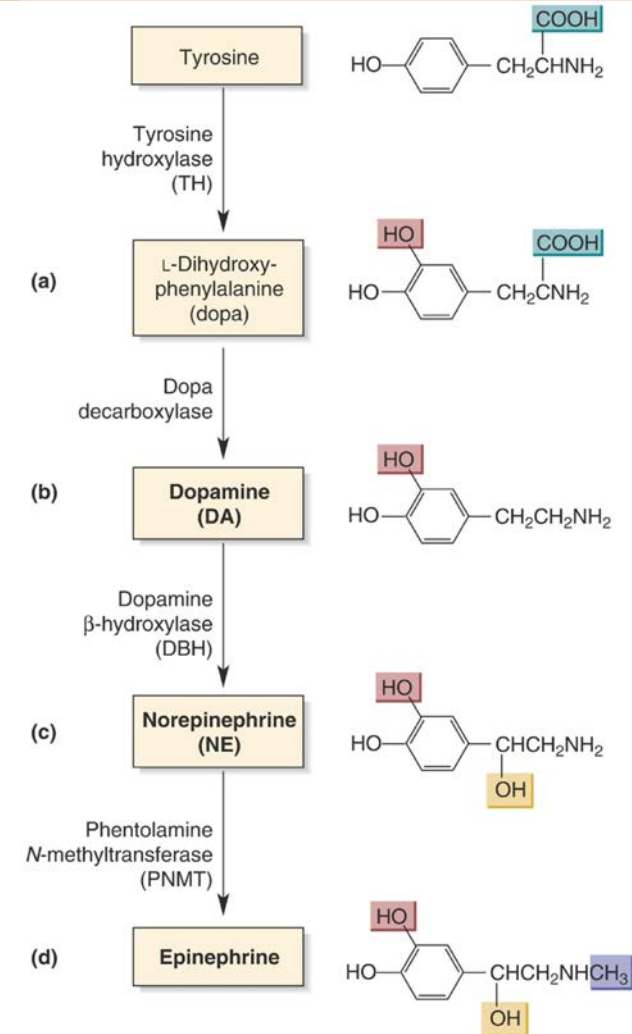 Tyrosine
COOH
HO
CH₂CHNH₂
Tyrosine
hydroxylase
(TH)
(a)
L-Dihydroxy-
phenylalanine
(dopa)
HO
COOH
HO
CH₂CNH₂
Dopa
decarboxylase
(b)
Dopamine
(DA)
HO
HO
CH₂CH₂NH₂
Dopamine
β-hydroxylase
(DBH)
(c)
Norepinephrine
(NE)
HO
HO
CHCH₂NH₂
OH
Phentolamine
N-methyltransferase
(PNMT)
(d)
Epinephrine
HO
HO
CHCH₂NHCH₃
OH